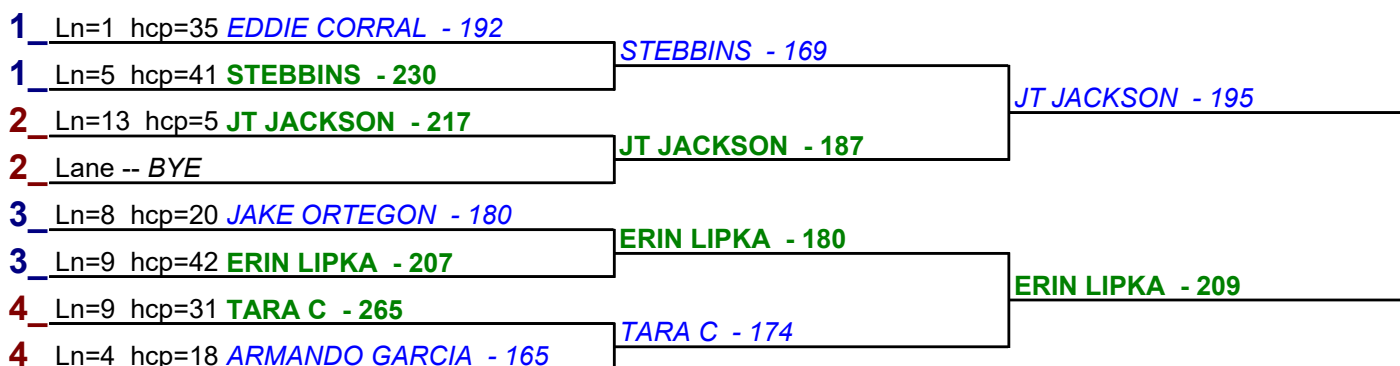 1_ Ln=1 hcp=35 EDDIE CORRAL - 192
STEBBINS - 169
1_ Ln=5 hcp=41 STEBBINS - 230
JT JACKSON - 195
2_ Ln=13 hcp=5 JT JACKSON - 217
JT JACKSON - 187
2_ Lane -- BYE
3_ Ln=8 hcp=20 JAKE ORTEGON - 180
ERIN LIPKA - 180
3_ Ln=9 hcp=42 ERIN LIPKA - 207
ERIN LIPKA - 209
4_ Ln=9 hcp=31 TARA C - 265
TARA C - 174
4 Ln=4 hcp=18 ARMANDO GARCIA - 165